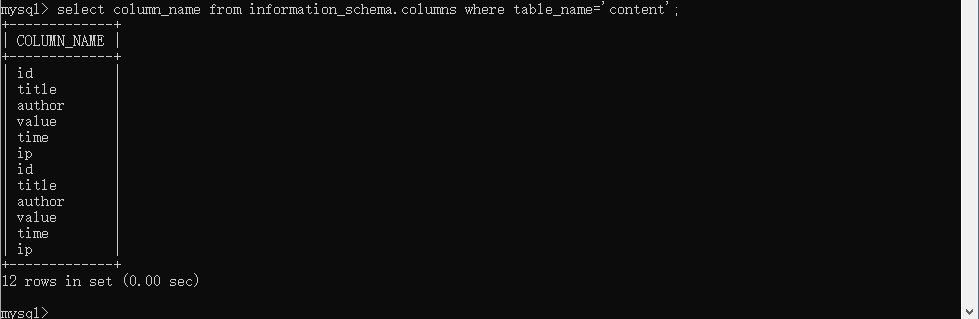 mysql> select column_name from information_schema.columns where table_name='content';
+-------------+
| COLUMN_NAME |
+-------------+
| id          |
| title       |
| author      |
| value       |
| time        |
| ip          |
| id          |
| title       |
| author      |
| value       |
| time        |
| ip          |
+-------------+
12 rows in set (0.00 sec)
mysql>